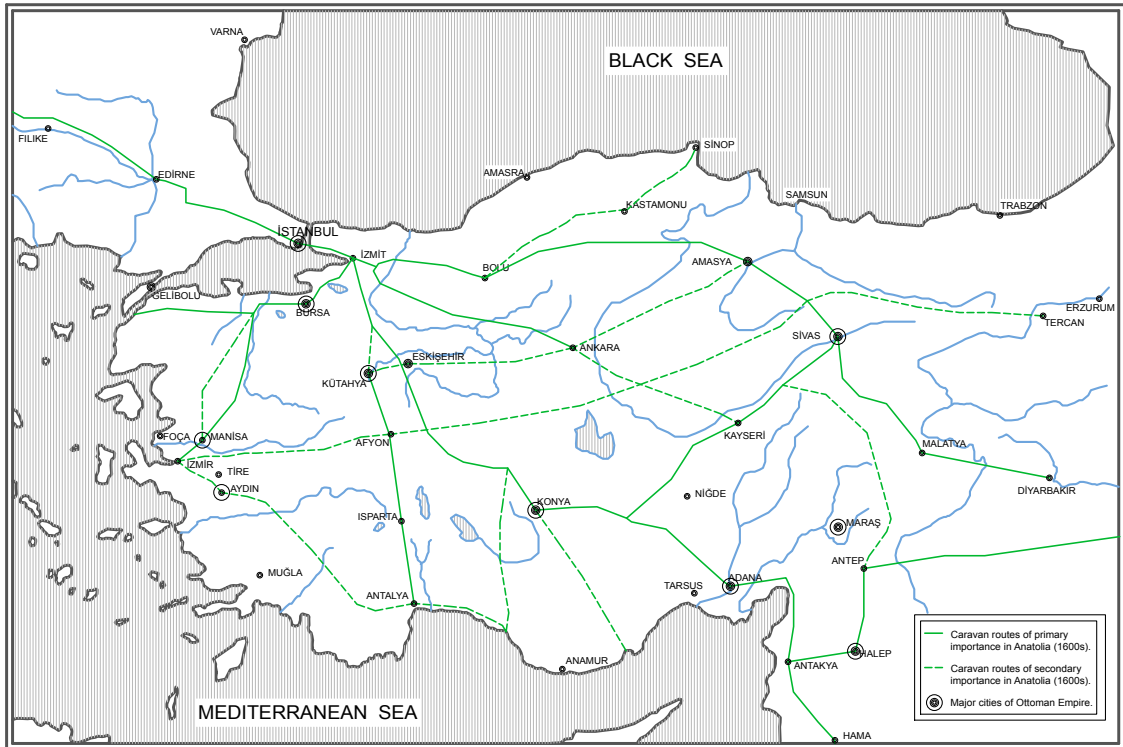 VARNA
BLACK SEA
FILIKE
SİNOP
EDİRNE
AMASRA
SAMSUN
KASTAMONU
TRABZON
İSTANBUL
İZMİT
AMASYA
BOLU
GELİBOLU
BURSA
ERZURUM
TERCAN
SİVAS
ANKARA
ESKİŞEHİR
KÜTAHYA
FOÇA
MANİSA
AFYON
KAYSERİ
MALATYA
İZMİR
TİRE
DİYARBAKIR
AYDIN
NİĞDE
KONYA
ISPARTA
MARAŞ
ANTEP
MUĞLA
TARSUS
ADANA
ANTALYA
ANAMUR
ANTAKYA
HALEP
MEDITERRANEAN SEA
HAMA
Caravan routes of primary
importance in Anatolia (1600s).
Caravan routes of secondary
importance in Anatolia (1600s).
Major cities of Ottoman Empire.